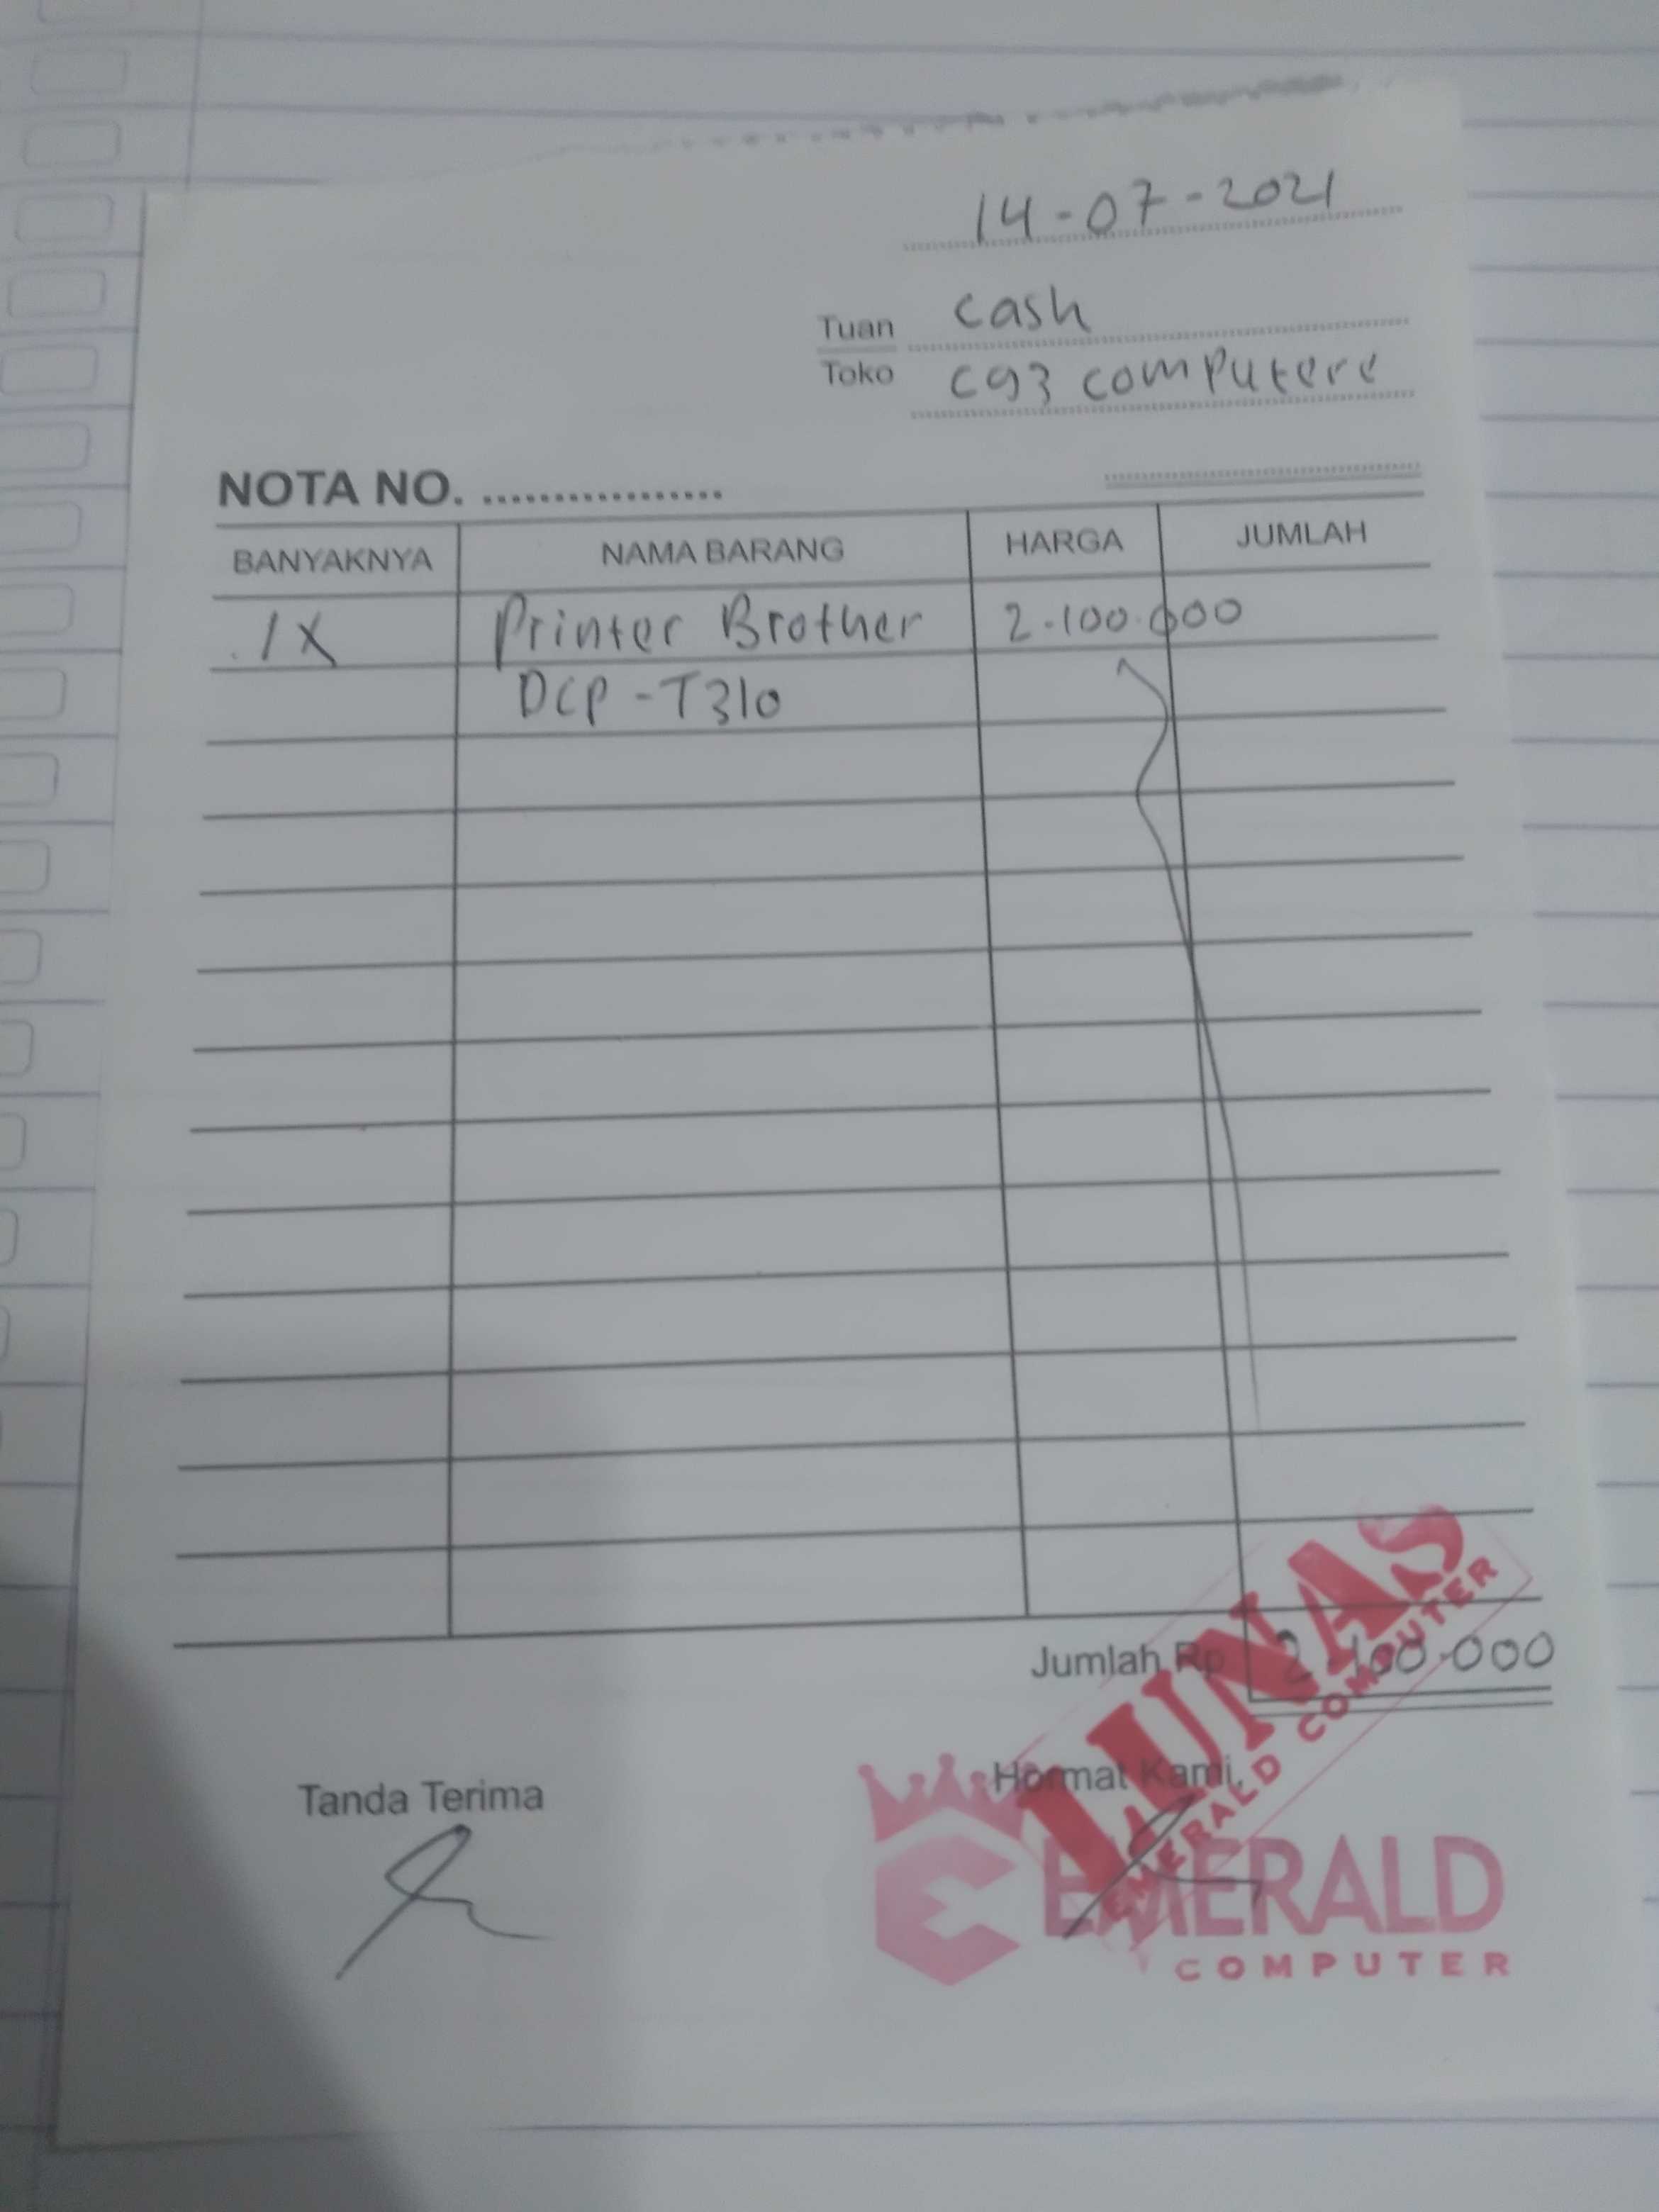 14-07-2021
Tuan cash
Toko cg3 computere
NOTA NO. ..................
BANYAKNYA NAMA BARANG HARGA JUMLAH
1X Printer Brother 2.100.000
DCP-T310
Jumlah Rp 2.100.000
LUNAS
EMERALD COMPUTER
Tanda Terima Hormat Kami,
EMERALD
COMPUTER